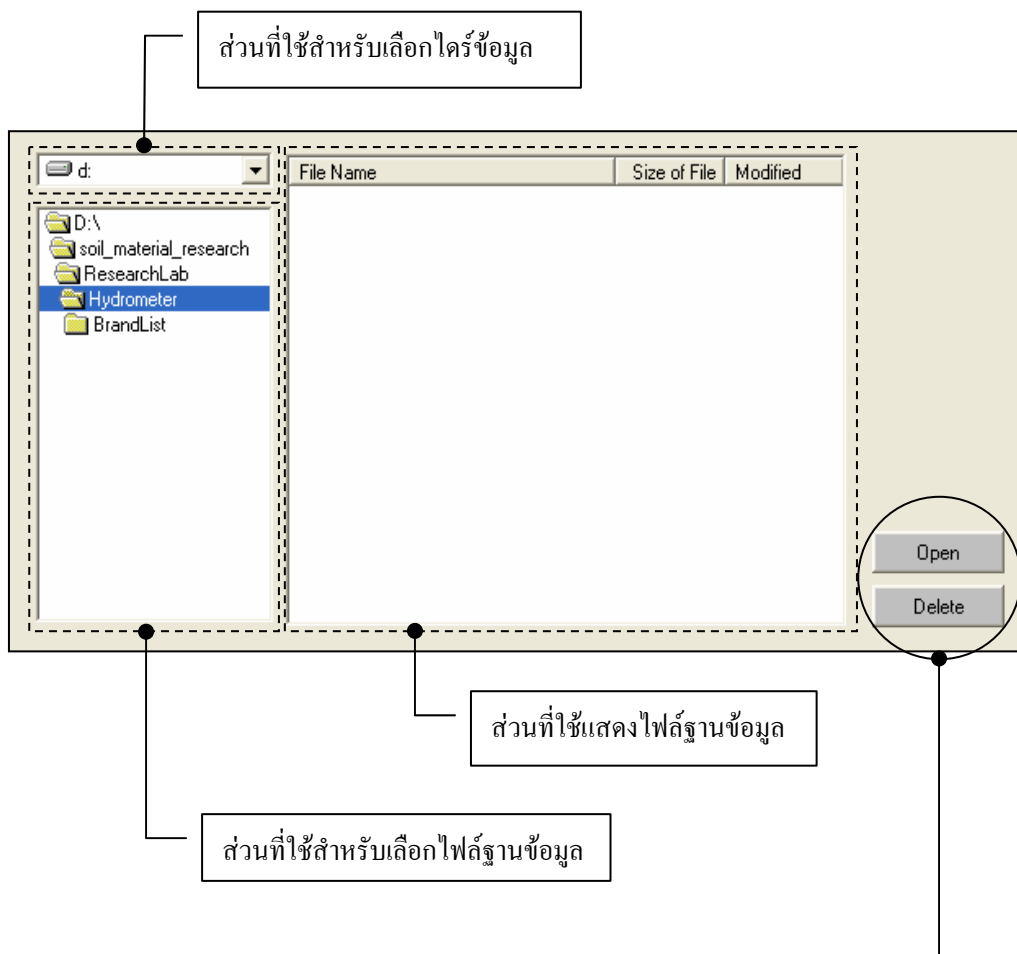 ส่วนที่ใช้สำหรับเลือกไดร์ข้อมูล
d:
File Name Size of File Modified
D:\
soil_material_research
ResearchLab
Hydrometer
BrandList
Open
Delete
ส่วนที่ใช้แสดงไฟล์ฐานข้อมูล
ส่วนที่ใช้สำหรับเลือกไฟล์ฐานข้อมูล